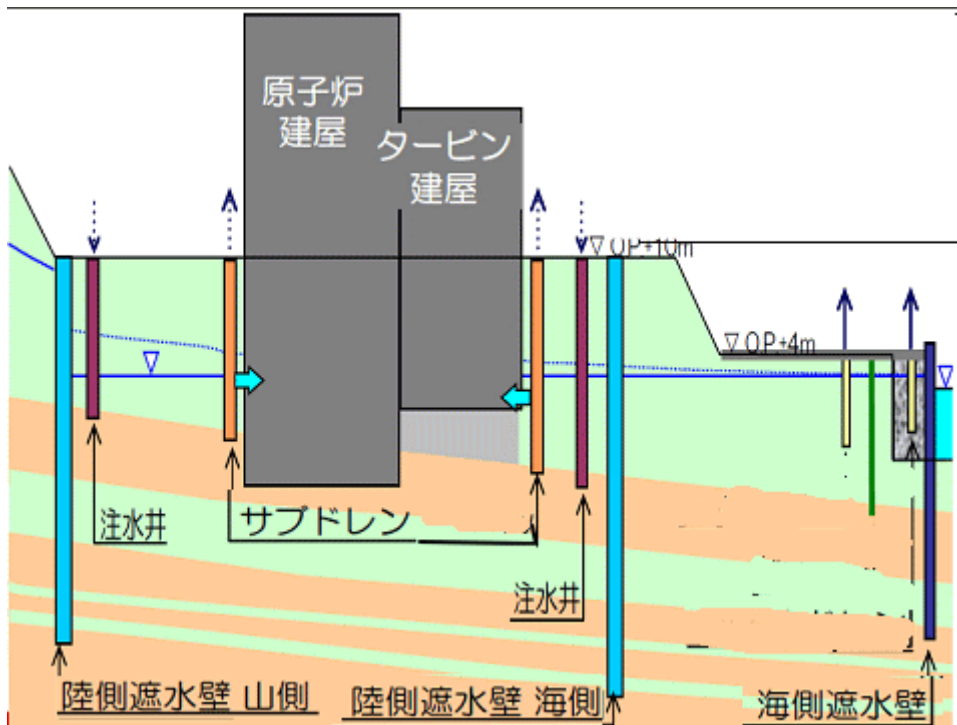 原子炉
建屋
タービン
建屋
▽ O.P.+10m
▽ O.P.+4m
注水井
サブドレン
注水井
陸側遮水壁 山側
陸側遮水壁 海側
海側遮水壁